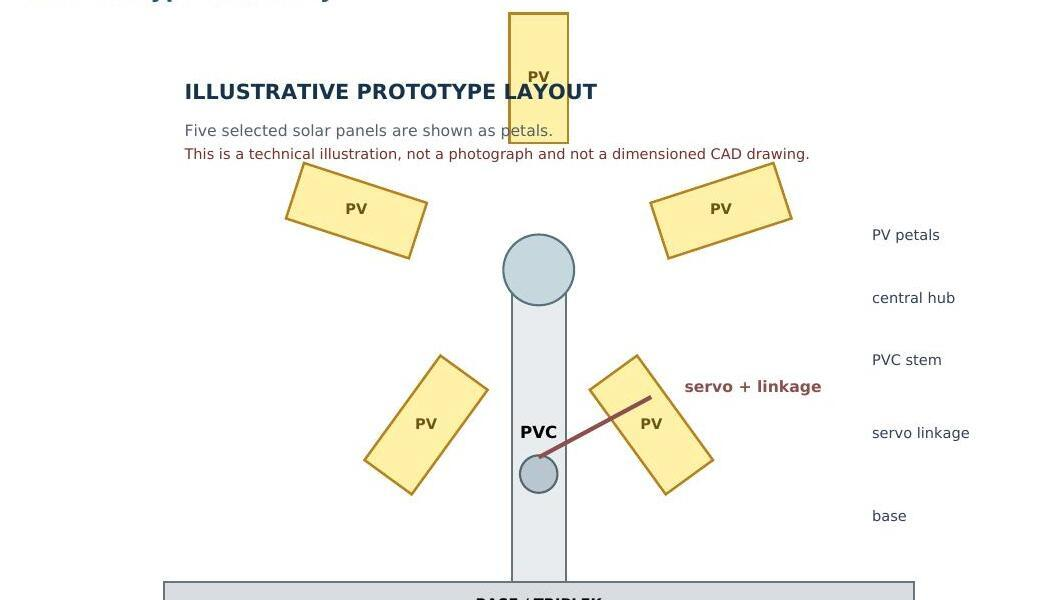 PV
ILLUSTRATIVE PROTOTYPE LAYOUT
Five selected solar panels are shown as petals.
This is a technical illustration, not a photograph and not a dimensioned CAD drawing.
PV
PV
PV petals
central hub
PVC stem
servo + linkage
PV
PV
PVC
servo linkage
base
BASE / TRIPLEK